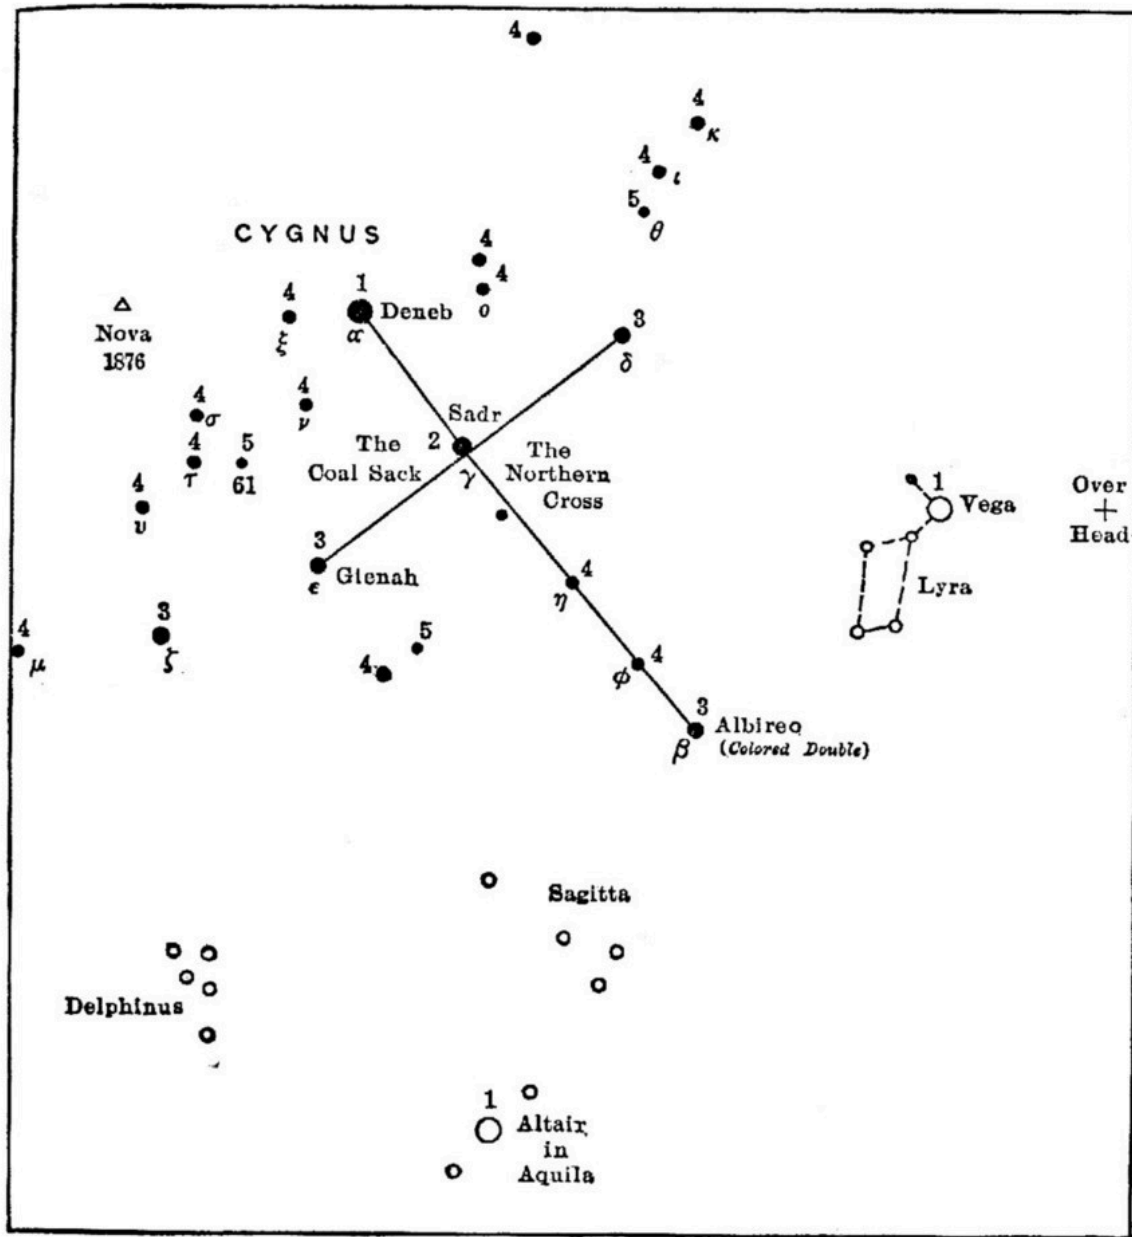 4
4
κ
4
ι
5
θ
CYGNUS
4
4
ο
1
Deneb
α
4
ξ
Nova
1876
3
δ
4
ν
4
σ
Sadr
2
γ
The
Coal Sack
The
Northern
Cross
4
τ
5
61
4
υ
1
Vega
Over
Head
Lyra
3
ε
Gienah
4
η
4
μ
3
ζ
5
4
4
φ
3
β
Albireo
(Colored Double)
Sagitta
Delphinus
1
Altair
in
Aquila